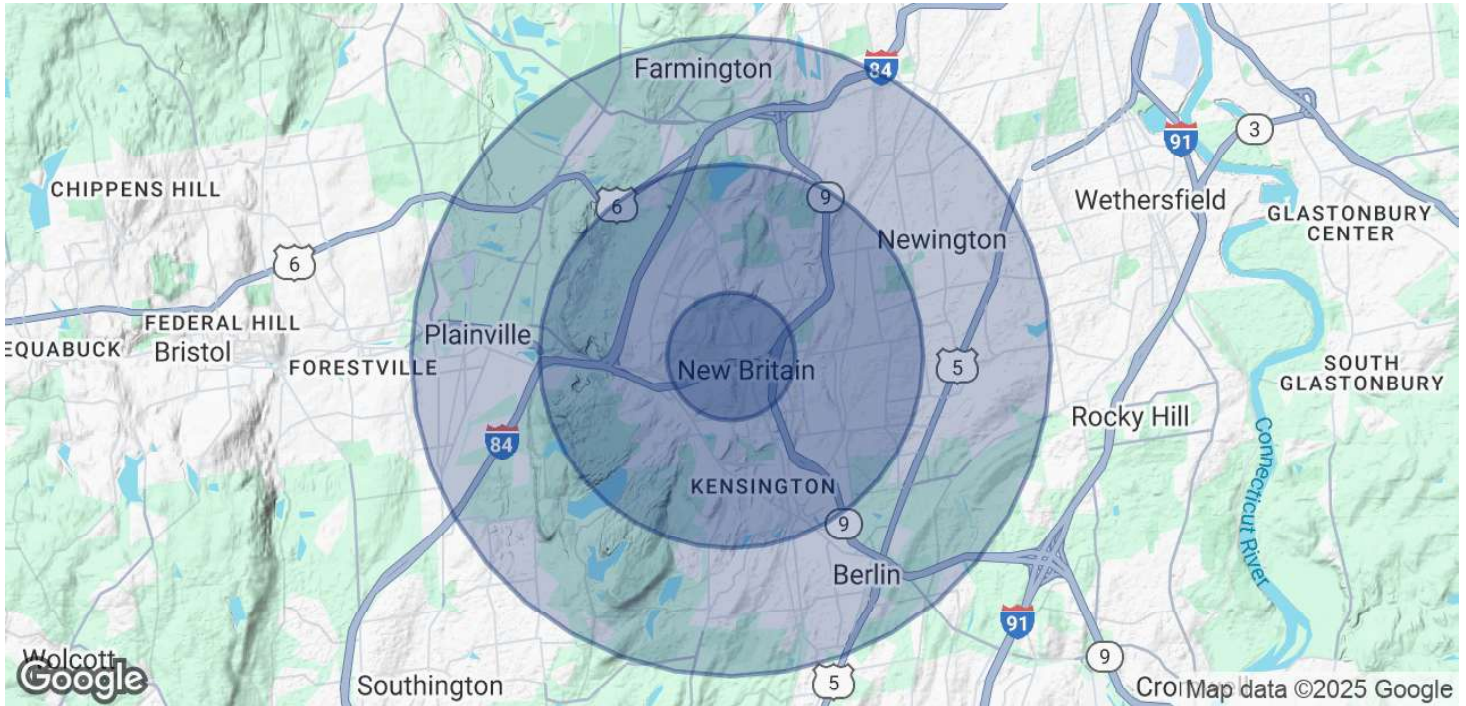 Farmington
84
91
3
CHIPPENS HILL
6
9
Wethersfield
GLASTONBURY
CENTER
Newington
6
FEDERAL HILL
EQUABUCK
Bristol
FORESTVILLE
Plainville
New Britain
5
SOUTH
GLASTONBURY
Rocky Hill
84
Connecticut River
KENSINGTON
9
Berlin
91
9
Wolcott
Google
Southington
5
Map data ©2025 Google